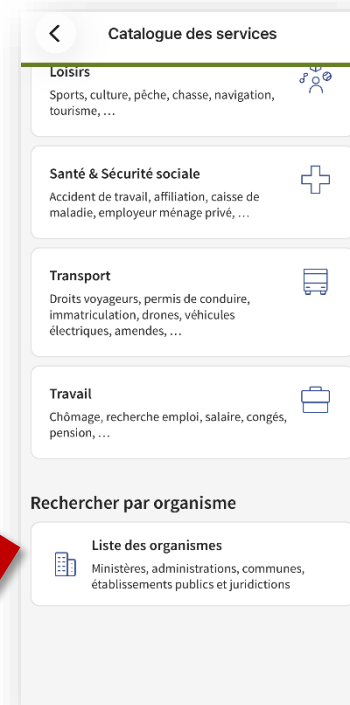 Catalogue des services
Loisirs
Sports, culture, pêche, chasse, navigation,
tourisme, …
Santé & Sécurité sociale
Accident de travail, affiliation, caisse de
maladie, employeur ménage privé, …
Transport
Droits voyageurs, permis de conduire,
immatriculation, drones, véhicules
électriques, amendes, …
Travail
Chômage, recherche emploi, salaire, congés,
pension, …
Rechercher par organisme
Liste des organismes
Ministères, administrations, communes,
établissements publics et juridictions